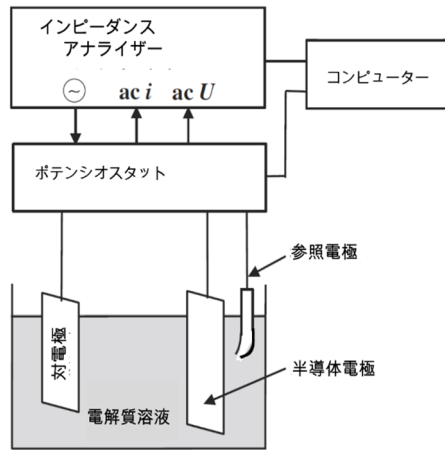 インピーダンス
アナライザー
~
ac i
ac U
コンピューター
ポテンシオスタット
参照電極
対電極
半導体電極
電解質溶液